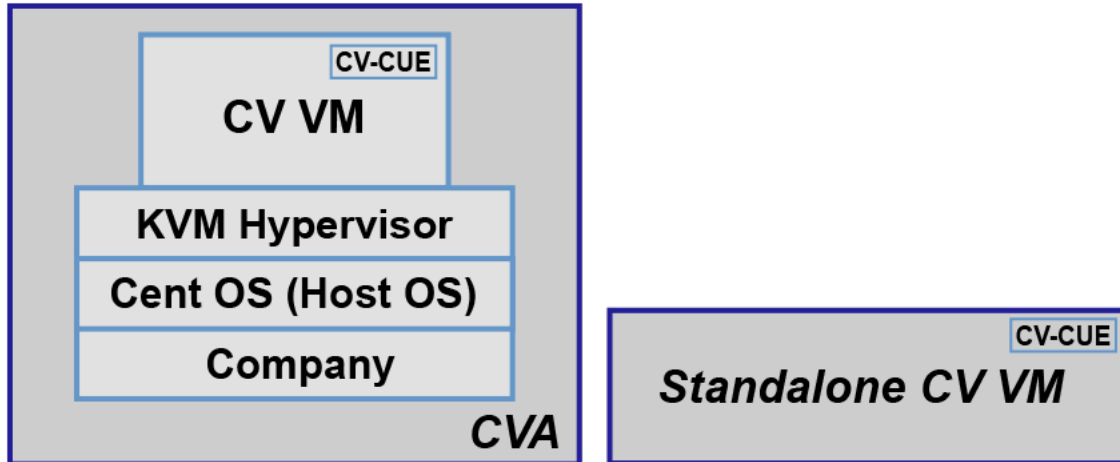 CV-CUE
CV VM
KVM Hypervisor
Cent OS (Host OS)
Company
CVA
CV-CUE
Standalone CV VM